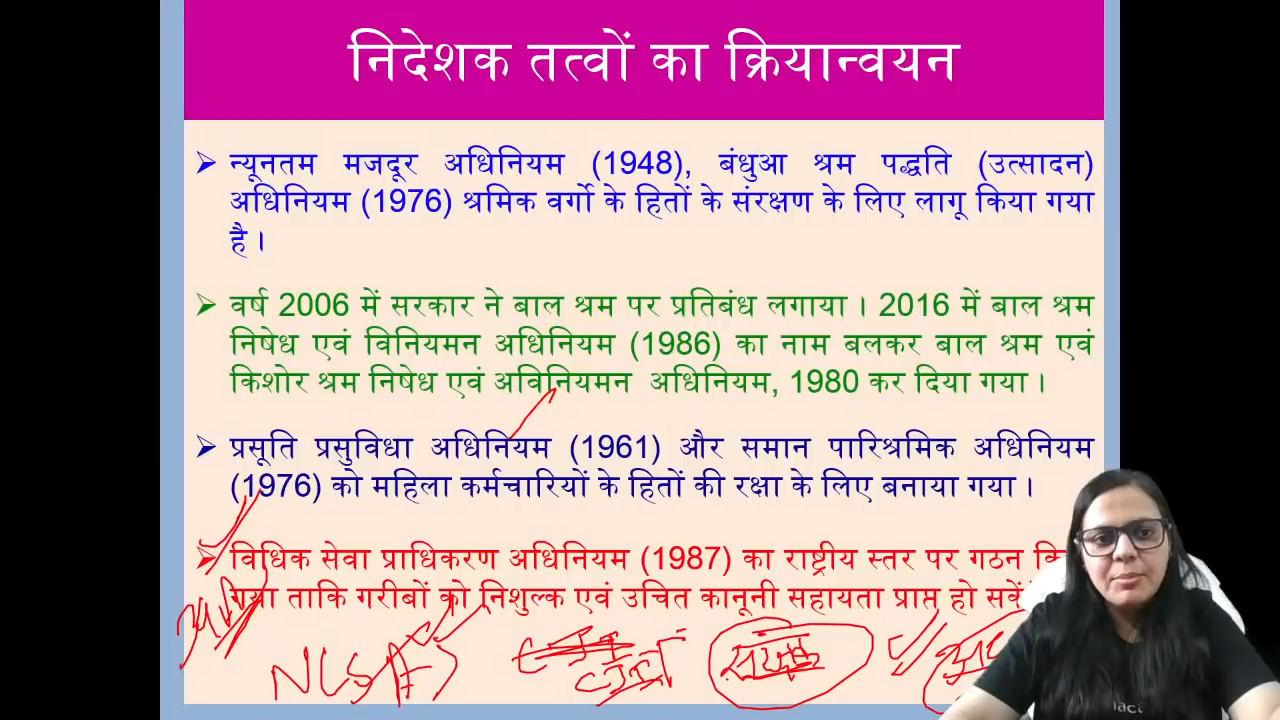 निदेशक तत्वों का क्रियान्वयन
न्यूनतम मजदूर अधिनियम (1948), बंधुआ श्रम पद्धति (उत्सादन)
अधिनियम (1976) श्रमिक वर्गो के हितों के संरक्षण के लिए लागू किया गया
है।
वर्ष 2006 में सरकार ने बाल श्रम पर प्रतिबंध लगाया। 2016 में बाल श्रम
निषेध एवं विनियमन अधिनियम (1986) का नाम बलकर बाल श्रम एवं
किशोर श्रम निषेध एवं अविनियमन अधिनियम, 1980 कर दिया गया।
प्रसूति प्रसुविधा अधिनियम (1961) और समान पारिश्रमिक अधिनियम
(1976) को महिला कर्मचारियों के हितों की रक्षा के लिए बनाया गया।
विधिक सेवा प्राधिकरण अधिनियम (1987) का राष्ट्रीय स्तर पर गठन
गया ताकि गरीबों को निशुल्क एवं उचित कानूनी सहायता प्राप्त हो